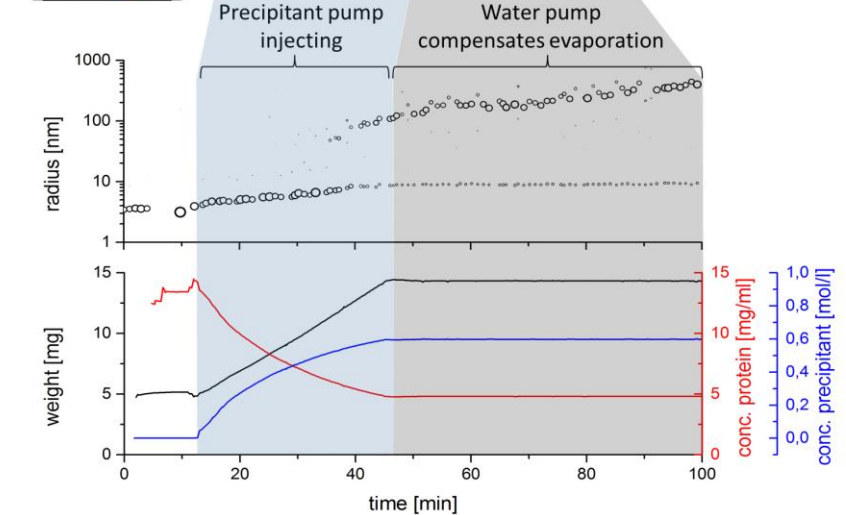 Precipitant pump
injecting
Water pump
compensates evaporation
1000
100
10
1
radius [nm]
15
10
5
0
weight [mg]
15
10
5
0
conc. protein [mg/ml]
1,0
0,8
0,6
0,4
0,2
0,0
conc. precipitant [mol/l]
0 20 40 60 80 100
time [min]